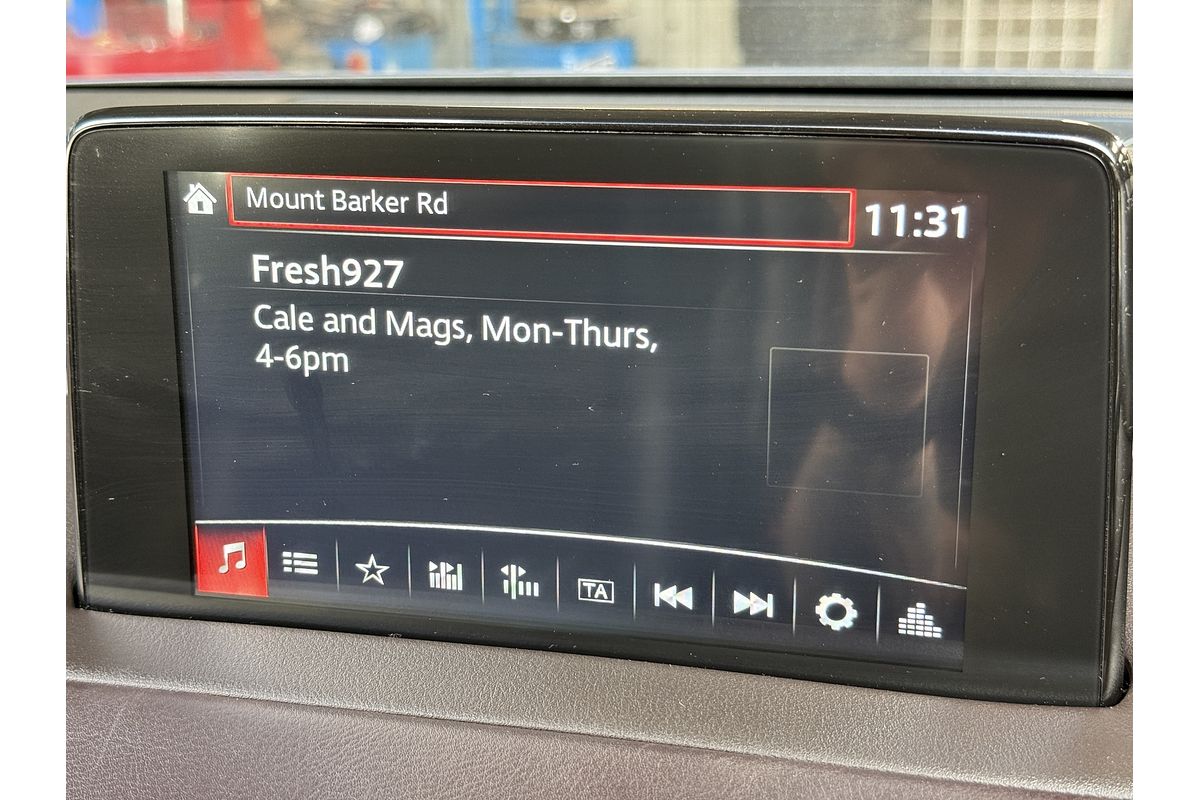 Mount Barker Rd
11:31
Fresh927
Cale and Mags, Mon-Thurs,
4-6pm
TA